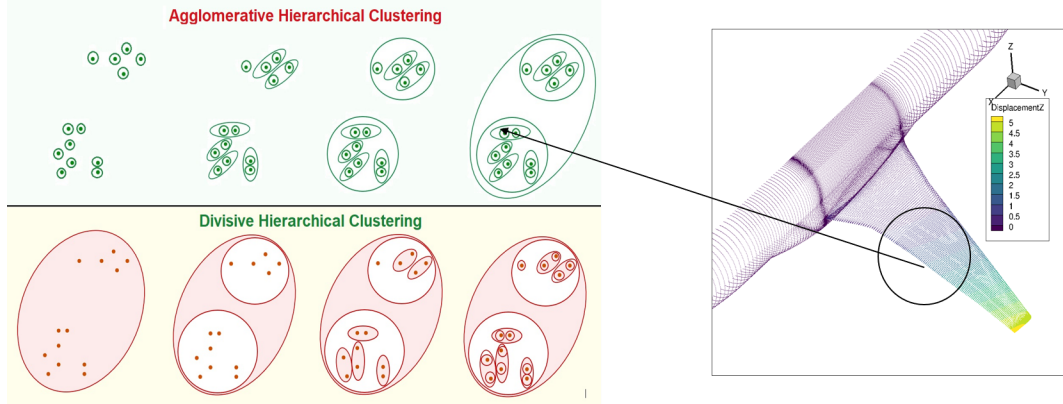 Agglomerative Hierarchical Clustering
Divisive Hierarchical Clustering
Z
Y
X
DisplacementZ
5
4.5
4
3.5
3
2.5
2
1.5
1
0.5
0